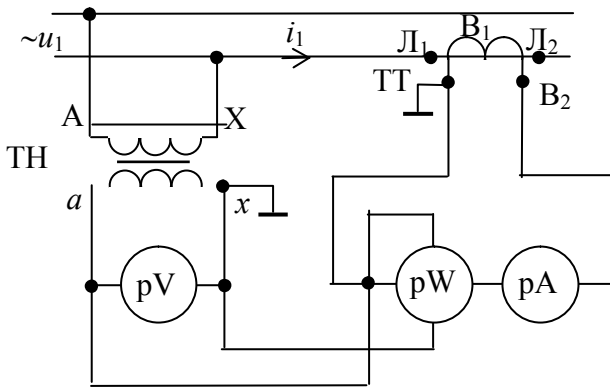 ~u₁
i₁
Л₁
В₁
Л₂
ТТ
В₂
А
Х
ТН
a
x
pV
pW
pA